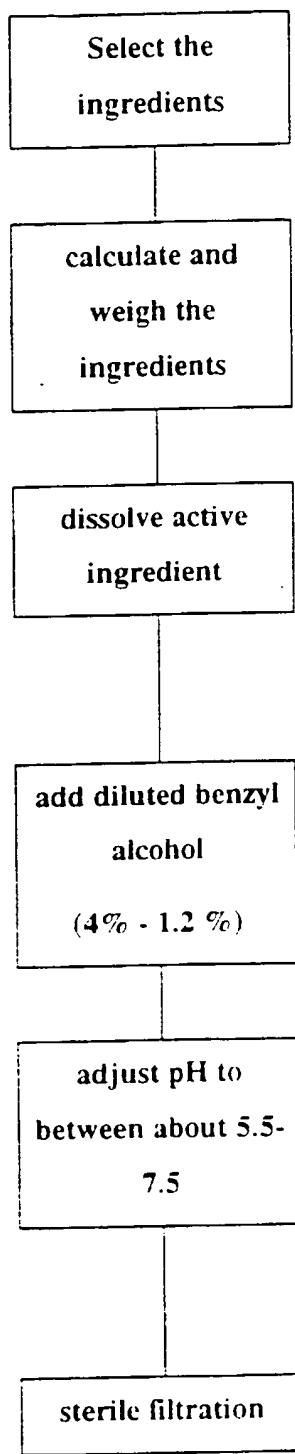 Select the
ingredients
calculate and
weigh the
ingredients
dissolve active
ingredient
add diluted benzyl
alcohol
(4% - 1.2 %)
adjust pH to
between about 5.5-
7.5
sterile filtration